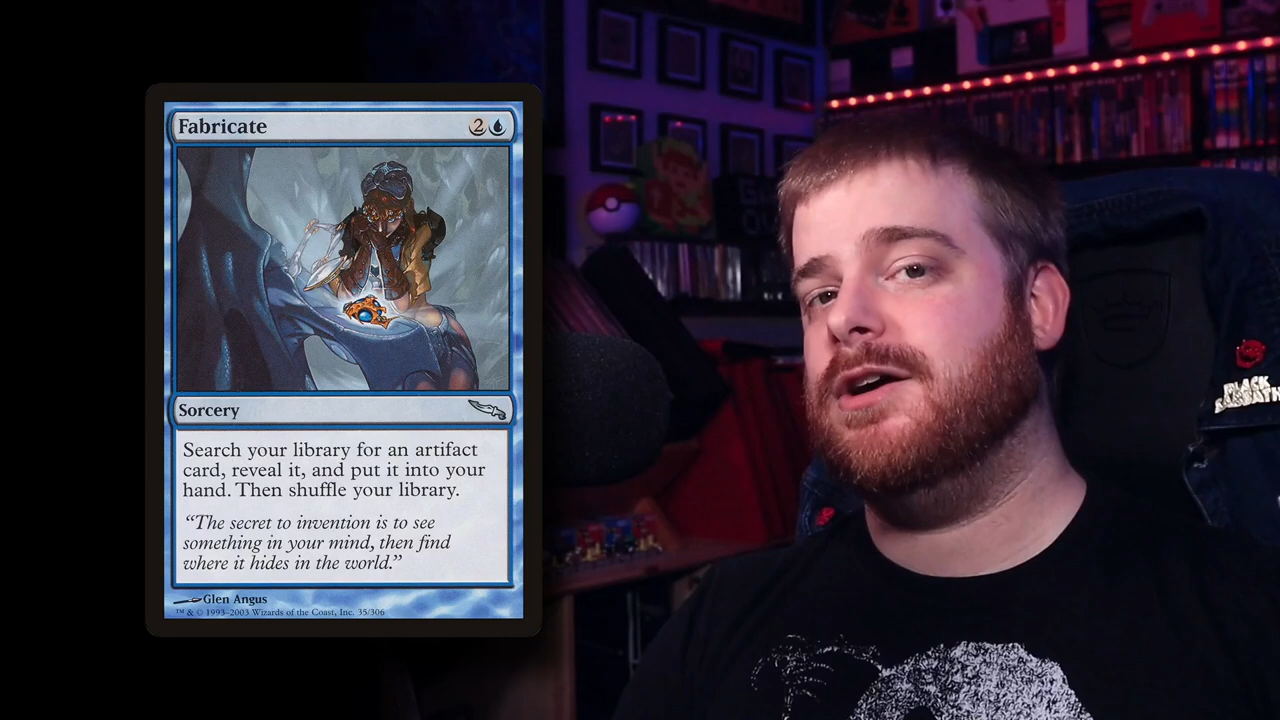 Fabricate
2
Sorcery
Search your library for an artifact
card, reveal it, and put it into your
hand. Then shuffle your library.
“The secret to invention is to see
something in your mind, then find
where it hides in the world.”
Glen Angus
™ & © 1993–2003 Wizards of the Coast, Inc. 35/306
BLACK
SABBATH